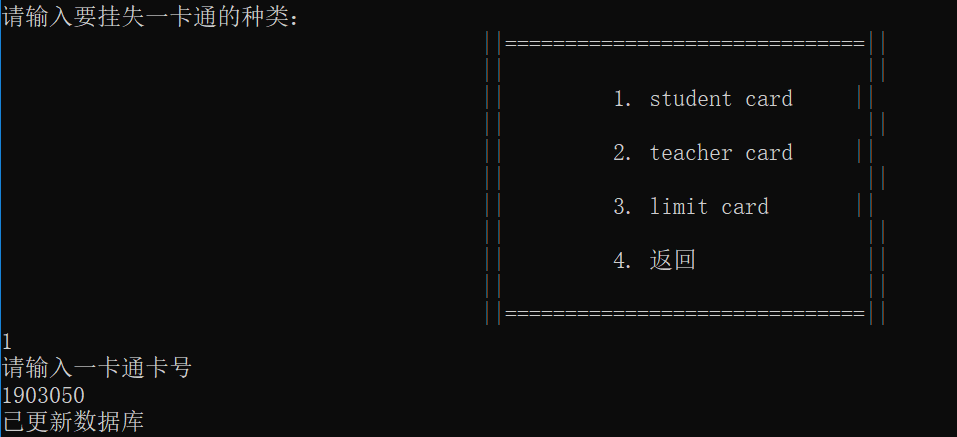 请输入要挂失一卡通的种类：
||==============================||
|| ||
|| 1. student card ||
|| ||
|| 2. teacher card ||
|| ||
|| 3. limit card ||
|| ||
|| 4. 返回 ||
|| ||
||==============================||
1
请输入一卡通卡号
1903050
已更新数据库